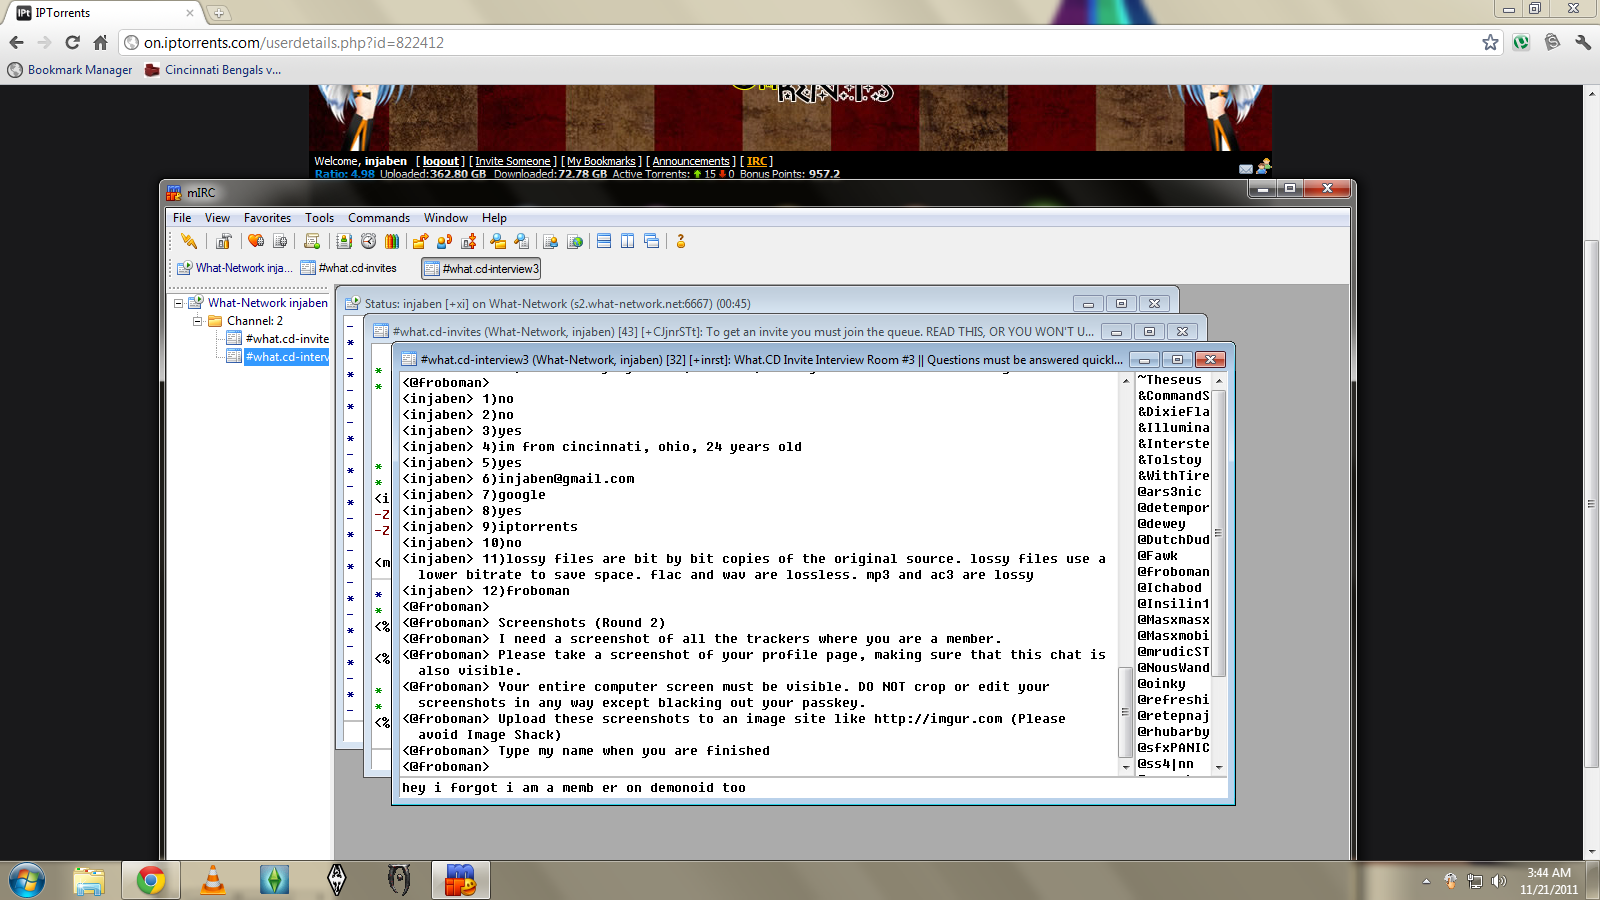 IPTorrents
on.iptorrents.com/userdetails.php?id=822412
Bookmark Manager
Cincinnati Bengals v...
Welcome, injaben [ logout ] [ Invite Someone ] [ My Bookmarks ] [ Announcements ] [ IRC ]
Ratio: 4.98 Uploaded:362.80 GB Downloaded:72.78 GB Active Torrents: 15 0 Bonus Points: 957.2
mIRC
File View Favorites Tools Commands Window Help
What-Network inja... #what.cd-invites #what.cd-interview3
What-Network injaben
Channel: 2
#what.cd-invite
#what.cd-interv
Status: injaben [+xi] on What-Network (s2.what-network.net:6667) (00:45)
#what.cd-invites (What-Network, injaben) [43] [+CJjnrSTt]: To get an invite you must join the queue. READ THIS, OR YOU WON'T U...
#what.cd-interview3 (What-Network, injaben) [32] [+inrst]: What.CD Invite Interview Room #3 || Questions must be answered quickl...
<@froboman>
<injaben> 1)no
<injaben> 2)no
<injaben> 3)yes
<injaben> 4)im from cincinnati, ohio, 24 years old
<injaben> 5)yes
<injaben> 6)injaben@gmail.com
<injaben> 7)google
<injaben> 8)yes
<injaben> 9)iptorrents
<injaben> 10)no
<injaben> 11)lossy files are bit by bit copies of the original source. lossy files use a
lower bitrate to save space. flac and wav are lossless. mp3 and ac3 are lossy
<injaben> 12)froboman
<@froboman>
<@froboman> Screenshots (Round 2)
<@froboman> I need a screenshot of all the trackers where you are a member.
<@froboman> Please take a screenshot of your profile page, making sure that this chat is
also visible.
<@froboman> Your entire computer screen must be visible. DO NOT crop or edit your
screenshots in any way except blacking out your passkey.
<@froboman> Upload these screenshots to an image site like http://imgur.com (Please
avoid Image Shack)
<@froboman> Type my name when you are finished
<@froboman>
hey i forgot i am a memb er on demonoid too
~Theseus
&CommandS
&DixieFla
&Illumina
&Interste
&Tolstoy
&WithTire
@ars3nic
@detempor
@dewey
@DutchDud
@Fawk
@froboman
@Ichabod
@Insilin1
@Masxmasx
@Masxmobi
@mrudicST
@NousWand
@oinky
@refreshi
@retepnaj
@rhubarby
@sfxPANIC
@ss4|nn
3:44 AM
11/21/2011